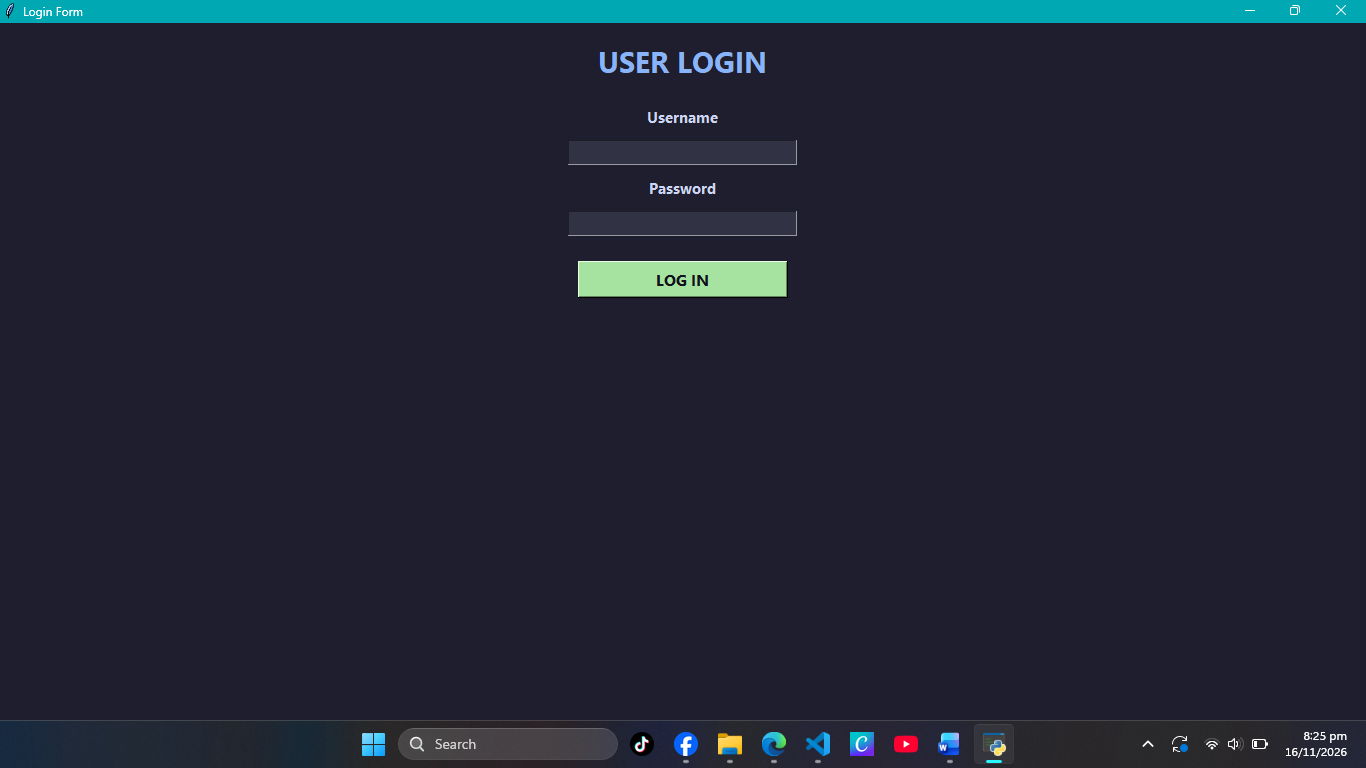 Login Form
USER LOGIN
Username
Password
LOG IN
Search
8:25 pm
16/11/2026